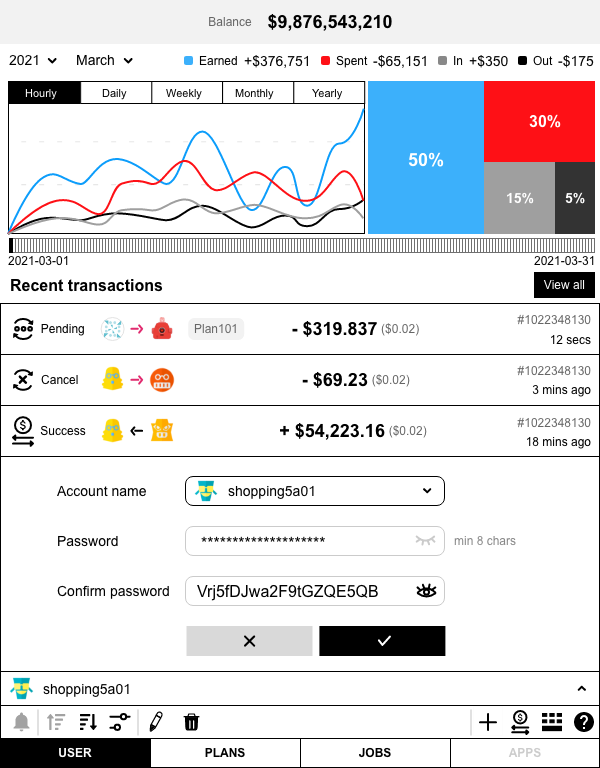 Balance $9,876,543,210
2021 March Earned +$376,751 Spent -$65,151 In +$350 Out -$175
Hourly Daily Weekly Monthly Yearly
50%
30%
15%
5%
2021-03-01 2021-03-31
Recent transactions View all
Pending Plan101 - $319.837 ($0.02) #1022348130
12 secs
Cancel - $69.23 ($0.02) #1022348130
3 mins ago
Success + $54,223.16 ($0.02) #1022348130
18 mins ago
Account name shopping5a01
Password ******************** min 8 chars
Confirm password Vrj5fDJwa2F9tGZQE5QB
shopping5a01
USER PLANS JOBS APPS